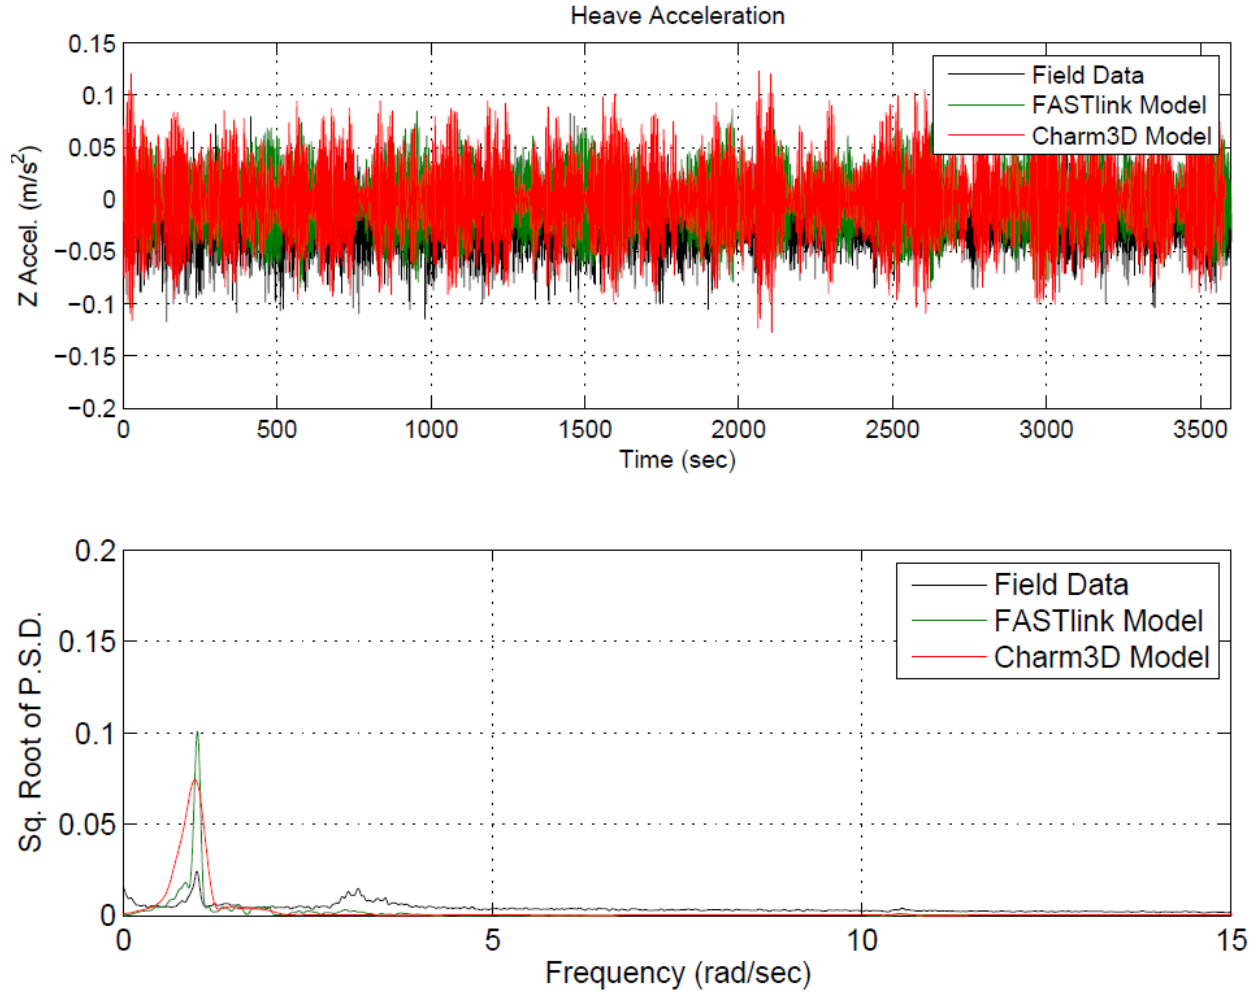 Heave Acceleration
0.15
0.1
0.05
0
−0.05
−0.1
−0.15
−0.2
Z Accel. (m/s²)
Field Data
FASTlink Model
Charm3D Model
0 500 1000 1500 2000 2500 3000 3500
Time (sec)
0.2
0.15
0.1
0.05
0
Sq. Root of P.S.D.
Field Data
FASTlink Model
Charm3D Model
0 5 10 15
Frequency (rad/sec)